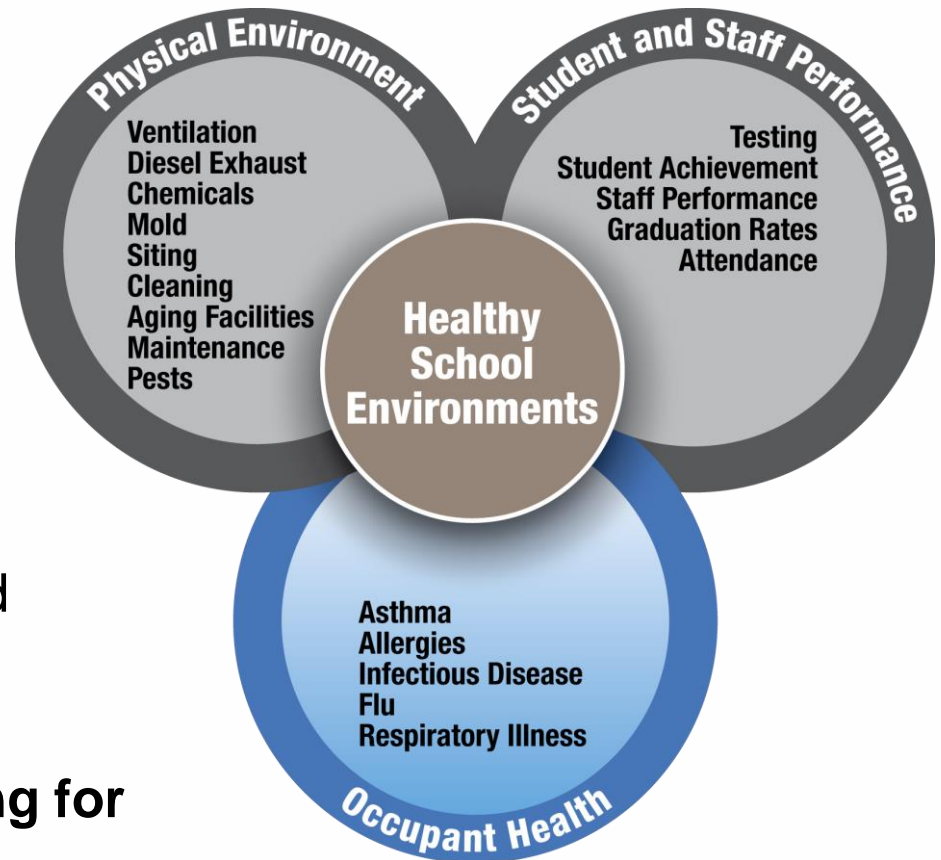 Physical Environment
Ventilation
Diesel Exhaust
Chemicals
Mold
Siting
Cleaning
Aging Facilities
Maintenance
Pests
Student and Staff Performance
Testing
Student Achievement
Staff Performance
Graduation Rates
Attendance
Healthy
School
Environments
Asthma
Allergies
Infectious Disease
Flu
Respiratory Illness
Occupant Health
for